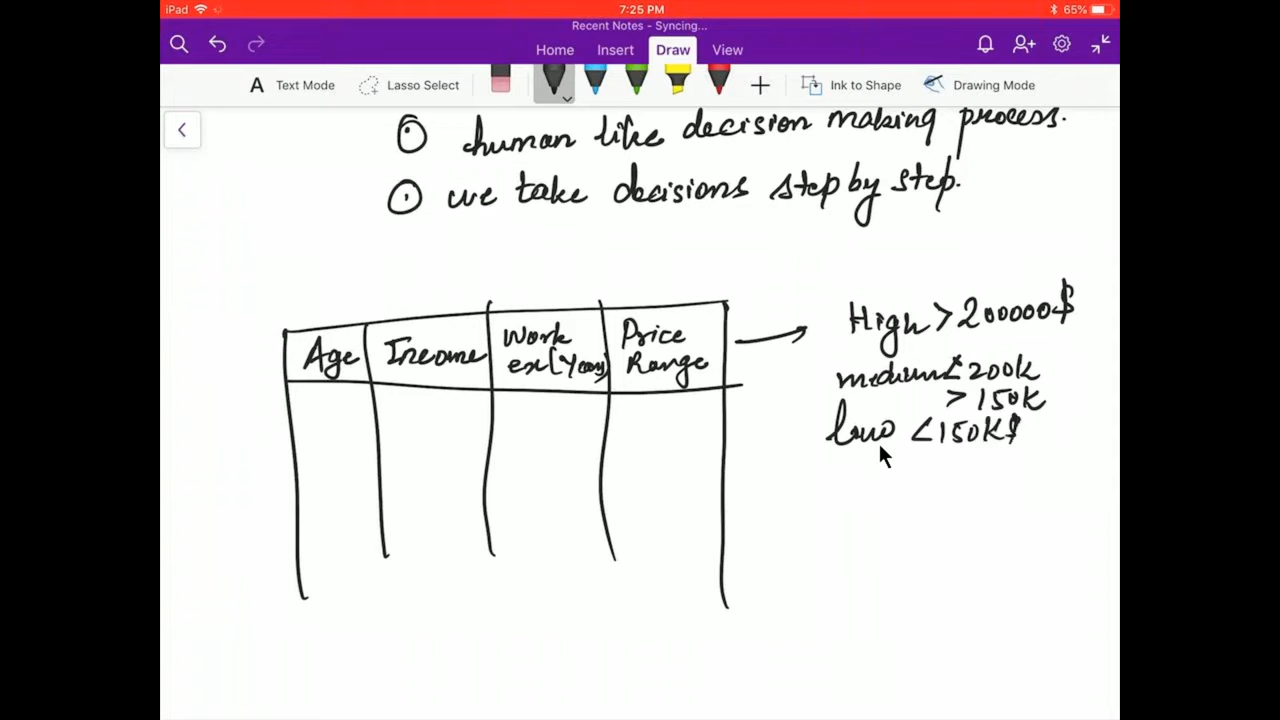 iPad 7:25 PM 65%
Recent Notes - Syncing...
Home Insert Draw View
A Text Mode Lasso Select Ink to Shape Drawing Mode
human like decision making process.
we take decisions step by step.
Age Income Work ex(Years) Price Range
High > 200000$
medium < 200K
> 150K
low < 150K$